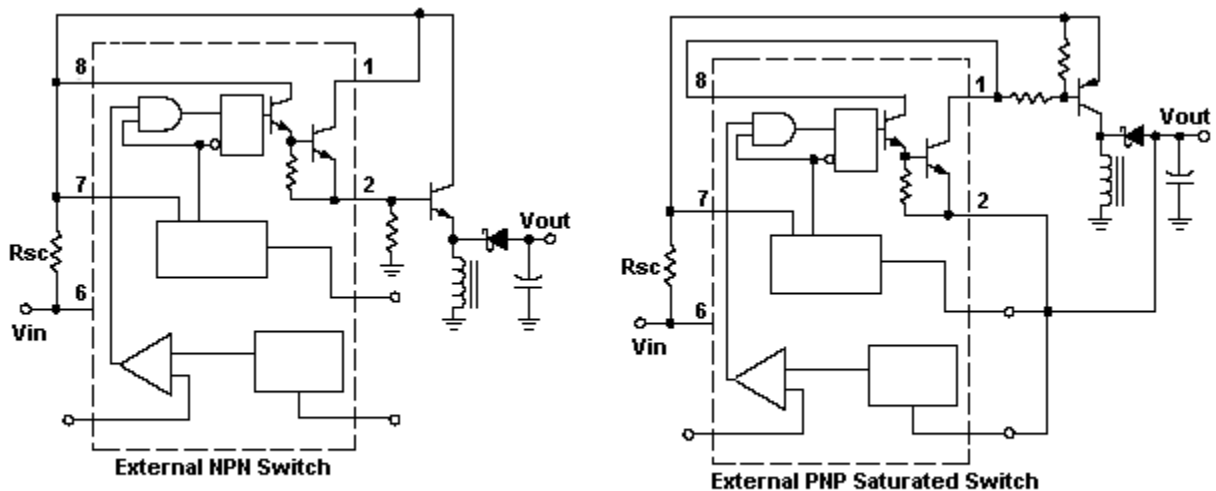 8
1
7
2
Rsc
Vout
6
Vin
External NPN Switch
8
1
Vout
7
2
Rsc
6
Vin
External PNP Saturated Switch